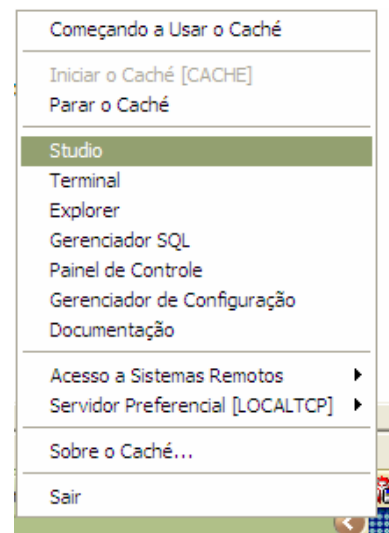 Começando a Usar o Caché
Iniciar o Caché [CACHE]
Parar o Caché
Studio
Terminal
Explorer
Gerenciador SQL
Painel de Controle
Gerenciador de Configuração
Documentação
Acesso a Sistemas Remotos
Servidor Preferencial [LOCALTCP]
Sobre o Caché...
Sair